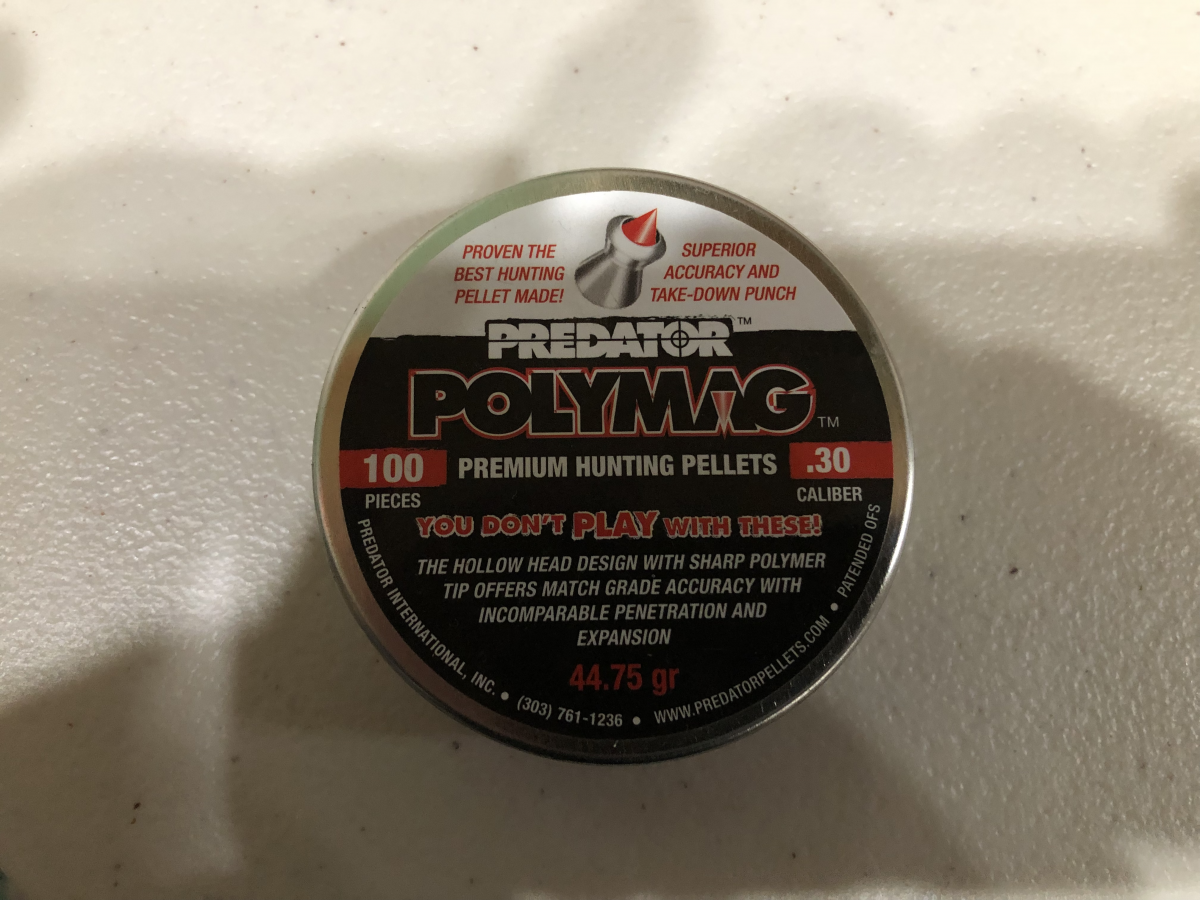 PROVEN THE
BEST HUNTING
PELLET MADE!
SUPERIOR
ACCURACY AND
TAKE-DOWN PUNCH
PREDATOR™
POLYMAG™
100
PIECES
PREMIUM HUNTING PELLETS
.30
CALIBER
YOU DON'T PLAY WITH THESE!
THE HOLLOW HEAD DESIGN WITH SHARP POLYMER
TIP OFFERS MATCH GRADE ACCURACY WITH
INCOMPARABLE PENETRATION AND
EXPANSION
44.75 gr
PREDATOR INTERNATIONAL, INC. • (303) 761-1236 • WWW.PREDATORPELLETS.COM • PATENTED OFS